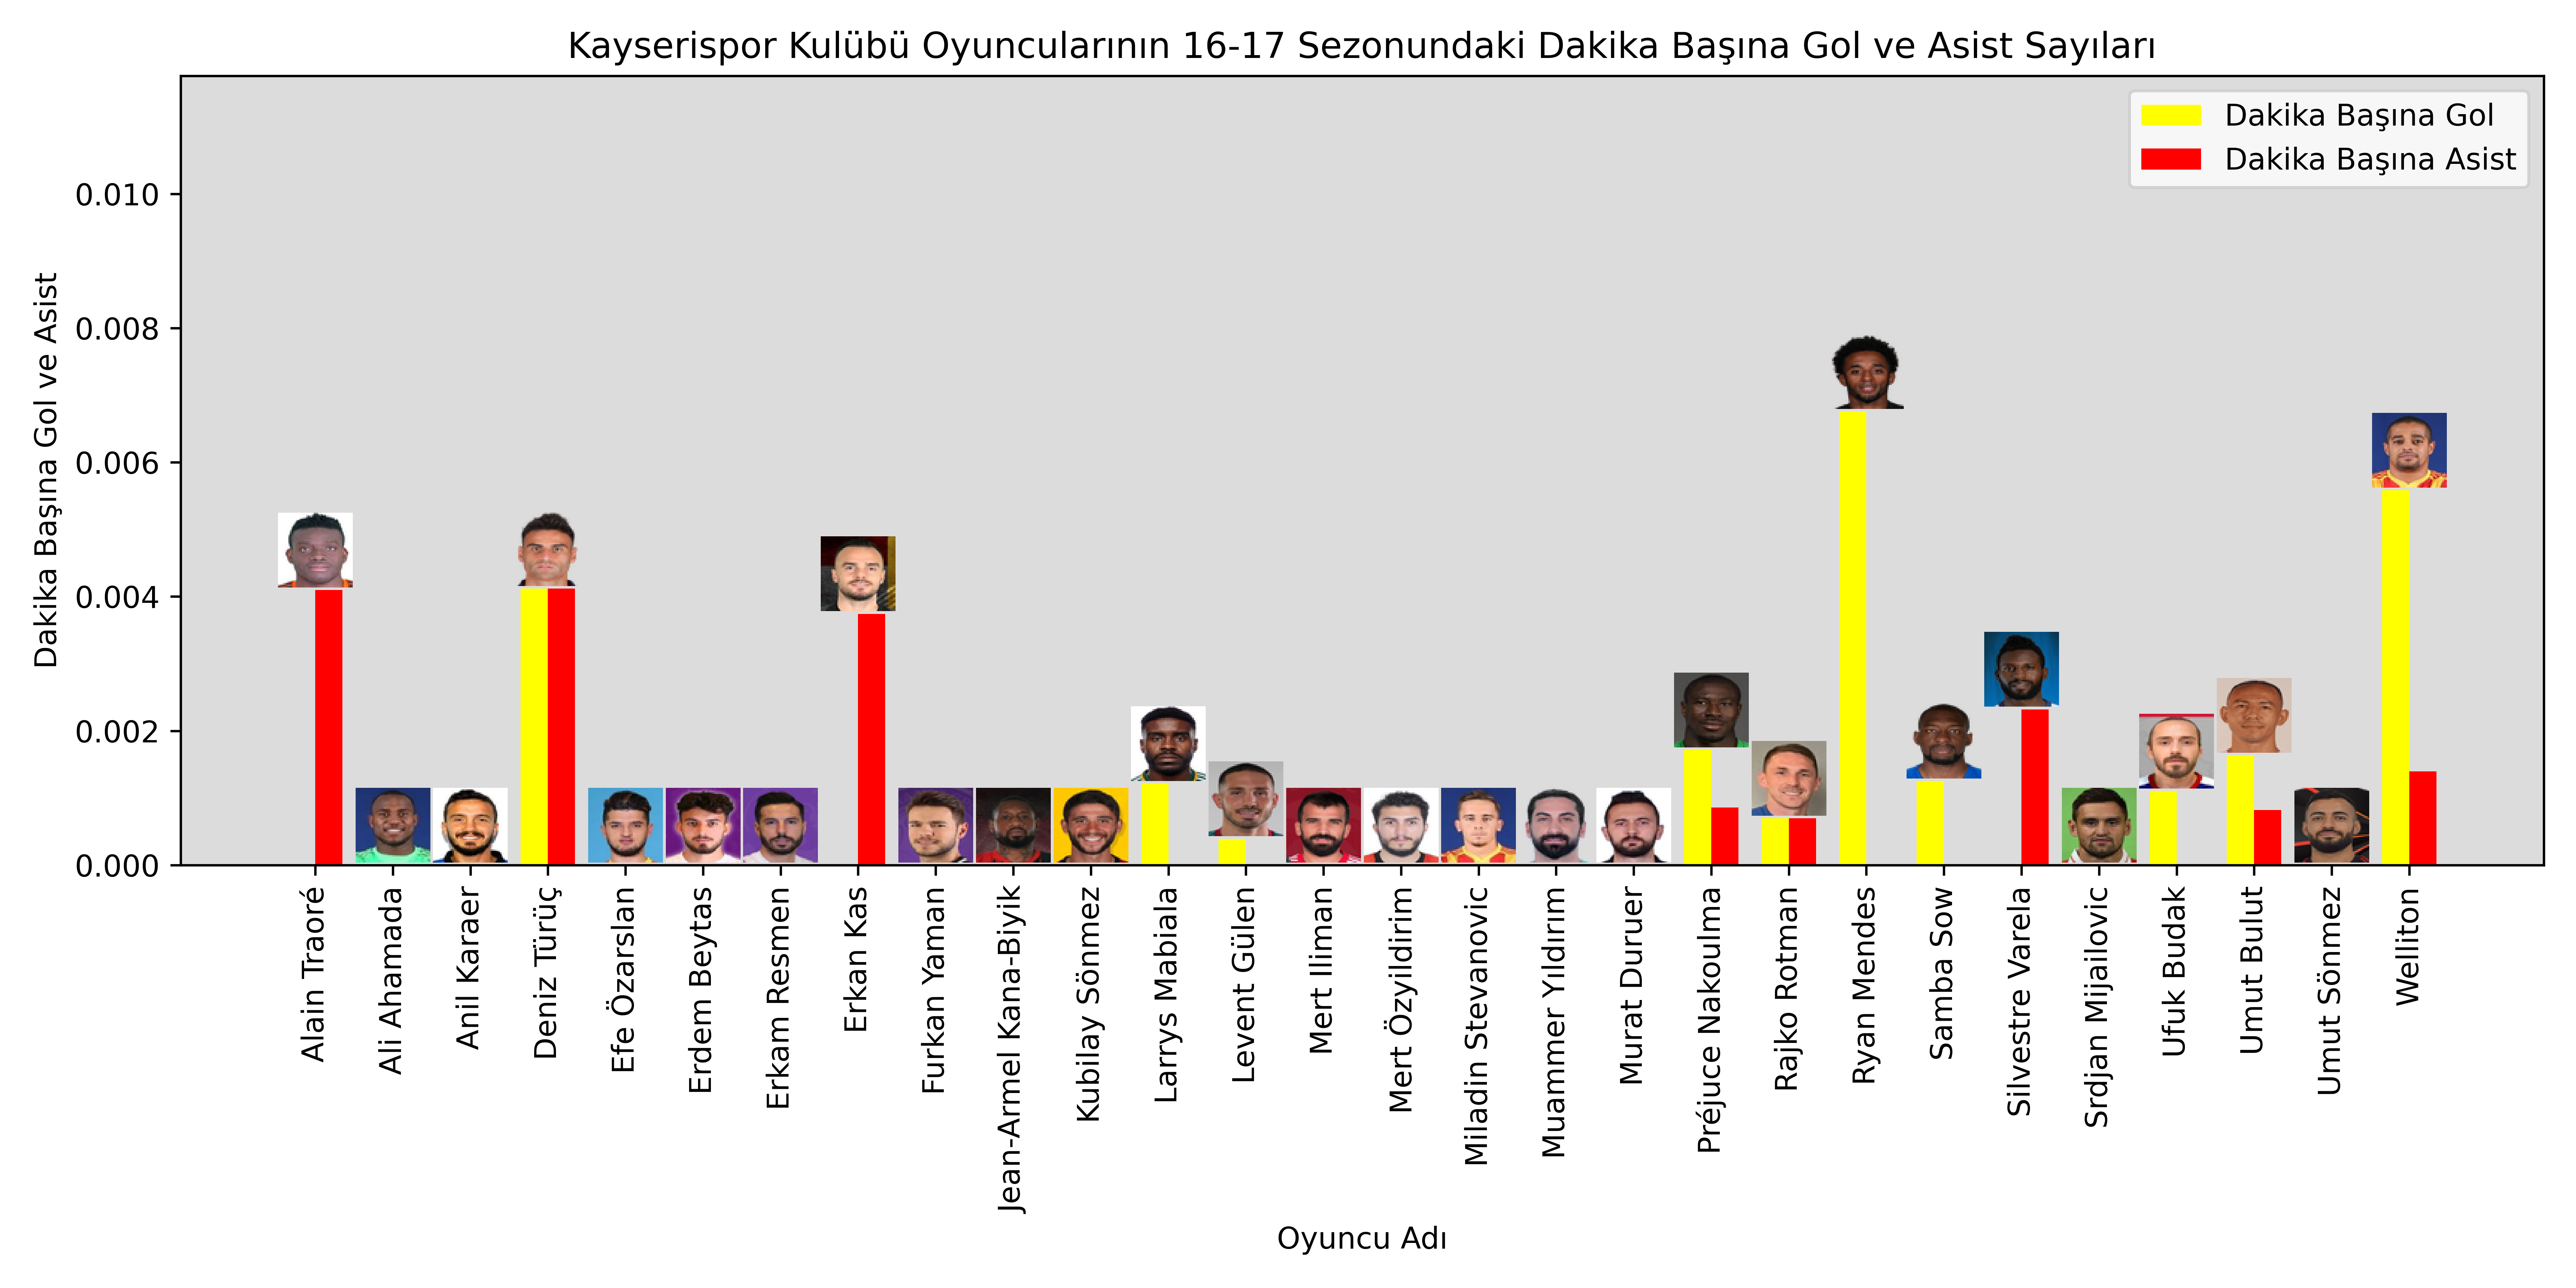 Kayserispor Kulübü Oyuncularının 16-17 Sezonundaki Dakika Başına Gol ve Asist Sayıları
Dakika Başına Gol
Dakika Başına Asist
Dakika Başına Gol ve Asist
0.010
0.008
0.006
0.004
0.002
0.000
Alain Traoré
Ali Ahamada
Anil Karaer
Deniz Türüç
Efe Özarslan
Erdem Beytas
Erkam Resmen
Erkan Kas
Furkan Yaman
Jean-Armel Kana-Biyik
Kubilay Sönmez
Larrys Mabiala
Levent Gülen
Mert Iliman
Mert Özyildirim
Miladin Stevanovic
Muammer Yıldırım
Murat Duruer
Préjuce Nakoulma
Rajko Rotman
Ryan Mendes
Samba Sow
Silvestre Varela
Srdjan Mijailovic
Ufuk Budak
Umut Bulut
Umut Sönmez
Welliton
Oyuncu Adı